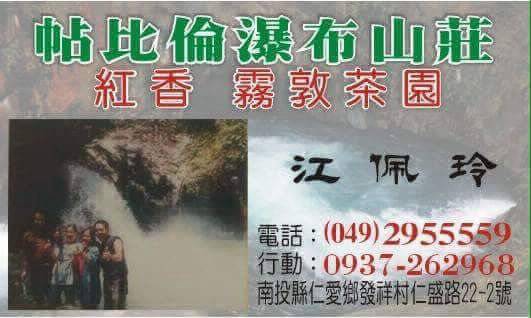 帖比倫瀑布山莊
紅香 霧敦茶園
江佩玲
電話：(049)2955559
行動：0937-262968
南投縣仁愛鄉發祥村仁盛路22-2號